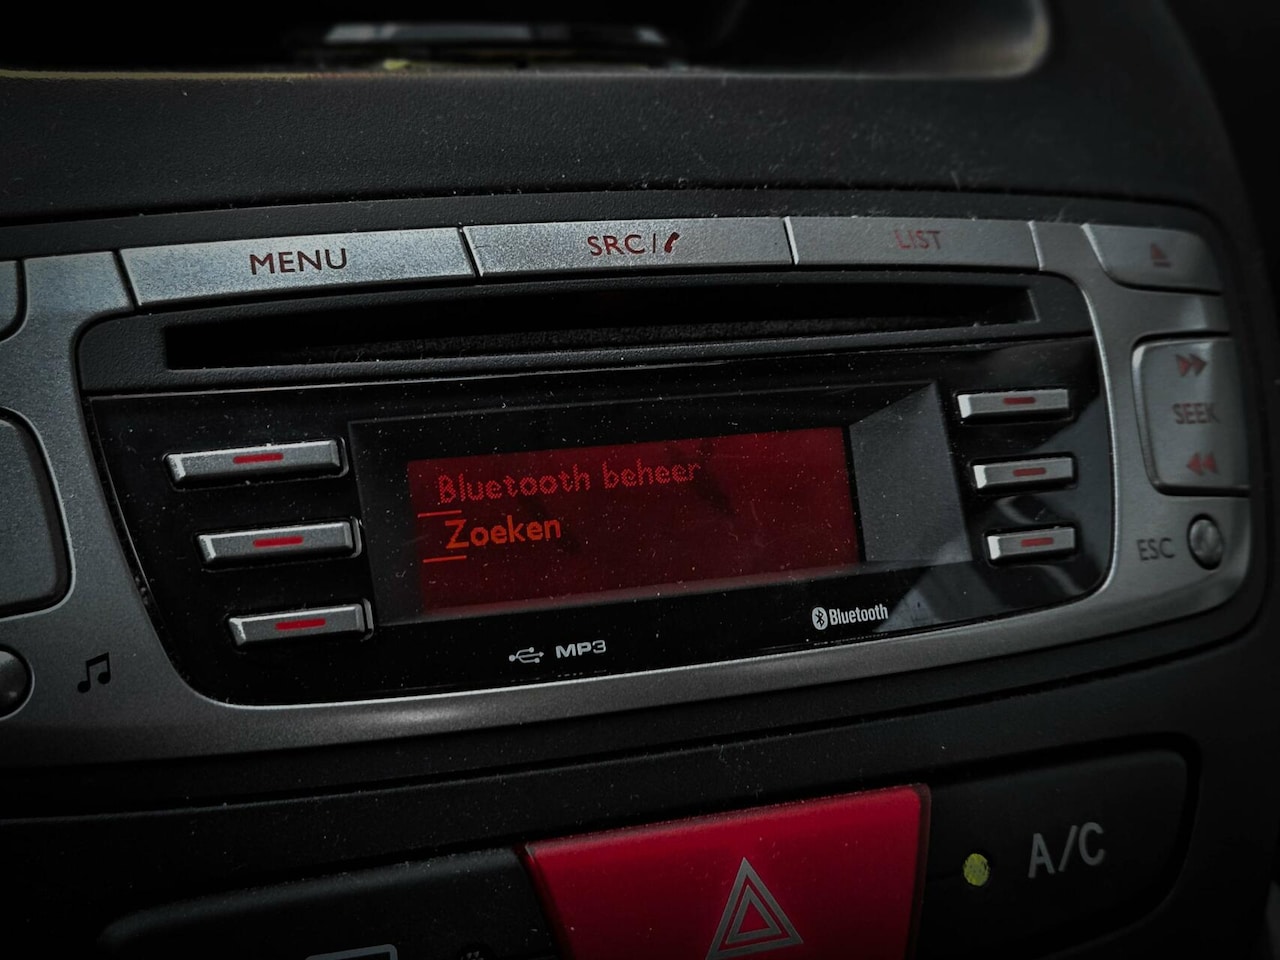 MENU
SRC/
LIST
SEEK
ESC
Bluetooth beheer
Zoeken
MP3
Bluetooth
A/C